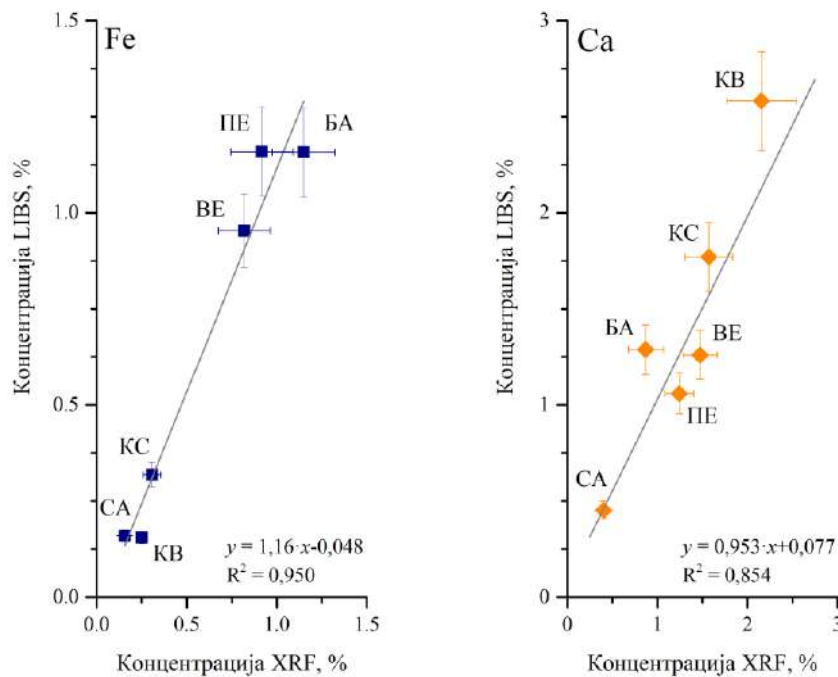 Fe
1.5
1.0
0.5
0.0
Концентрација LIBS, %
ПЕ
БА
ВЕ
КС
СА
КВ
y = 1,16·x-0,048
R² = 0,950
0.0 0.5 1.0 1.5
Концентрација XRF, %
Ca
3
2
1
0
Концентрација LIBS, %
КВ
КС
БА
ВЕ
ПЕ
СА
y = 0,953·x+0,077
R² = 0,854
0 1 2 3
Концентрација XRF, %